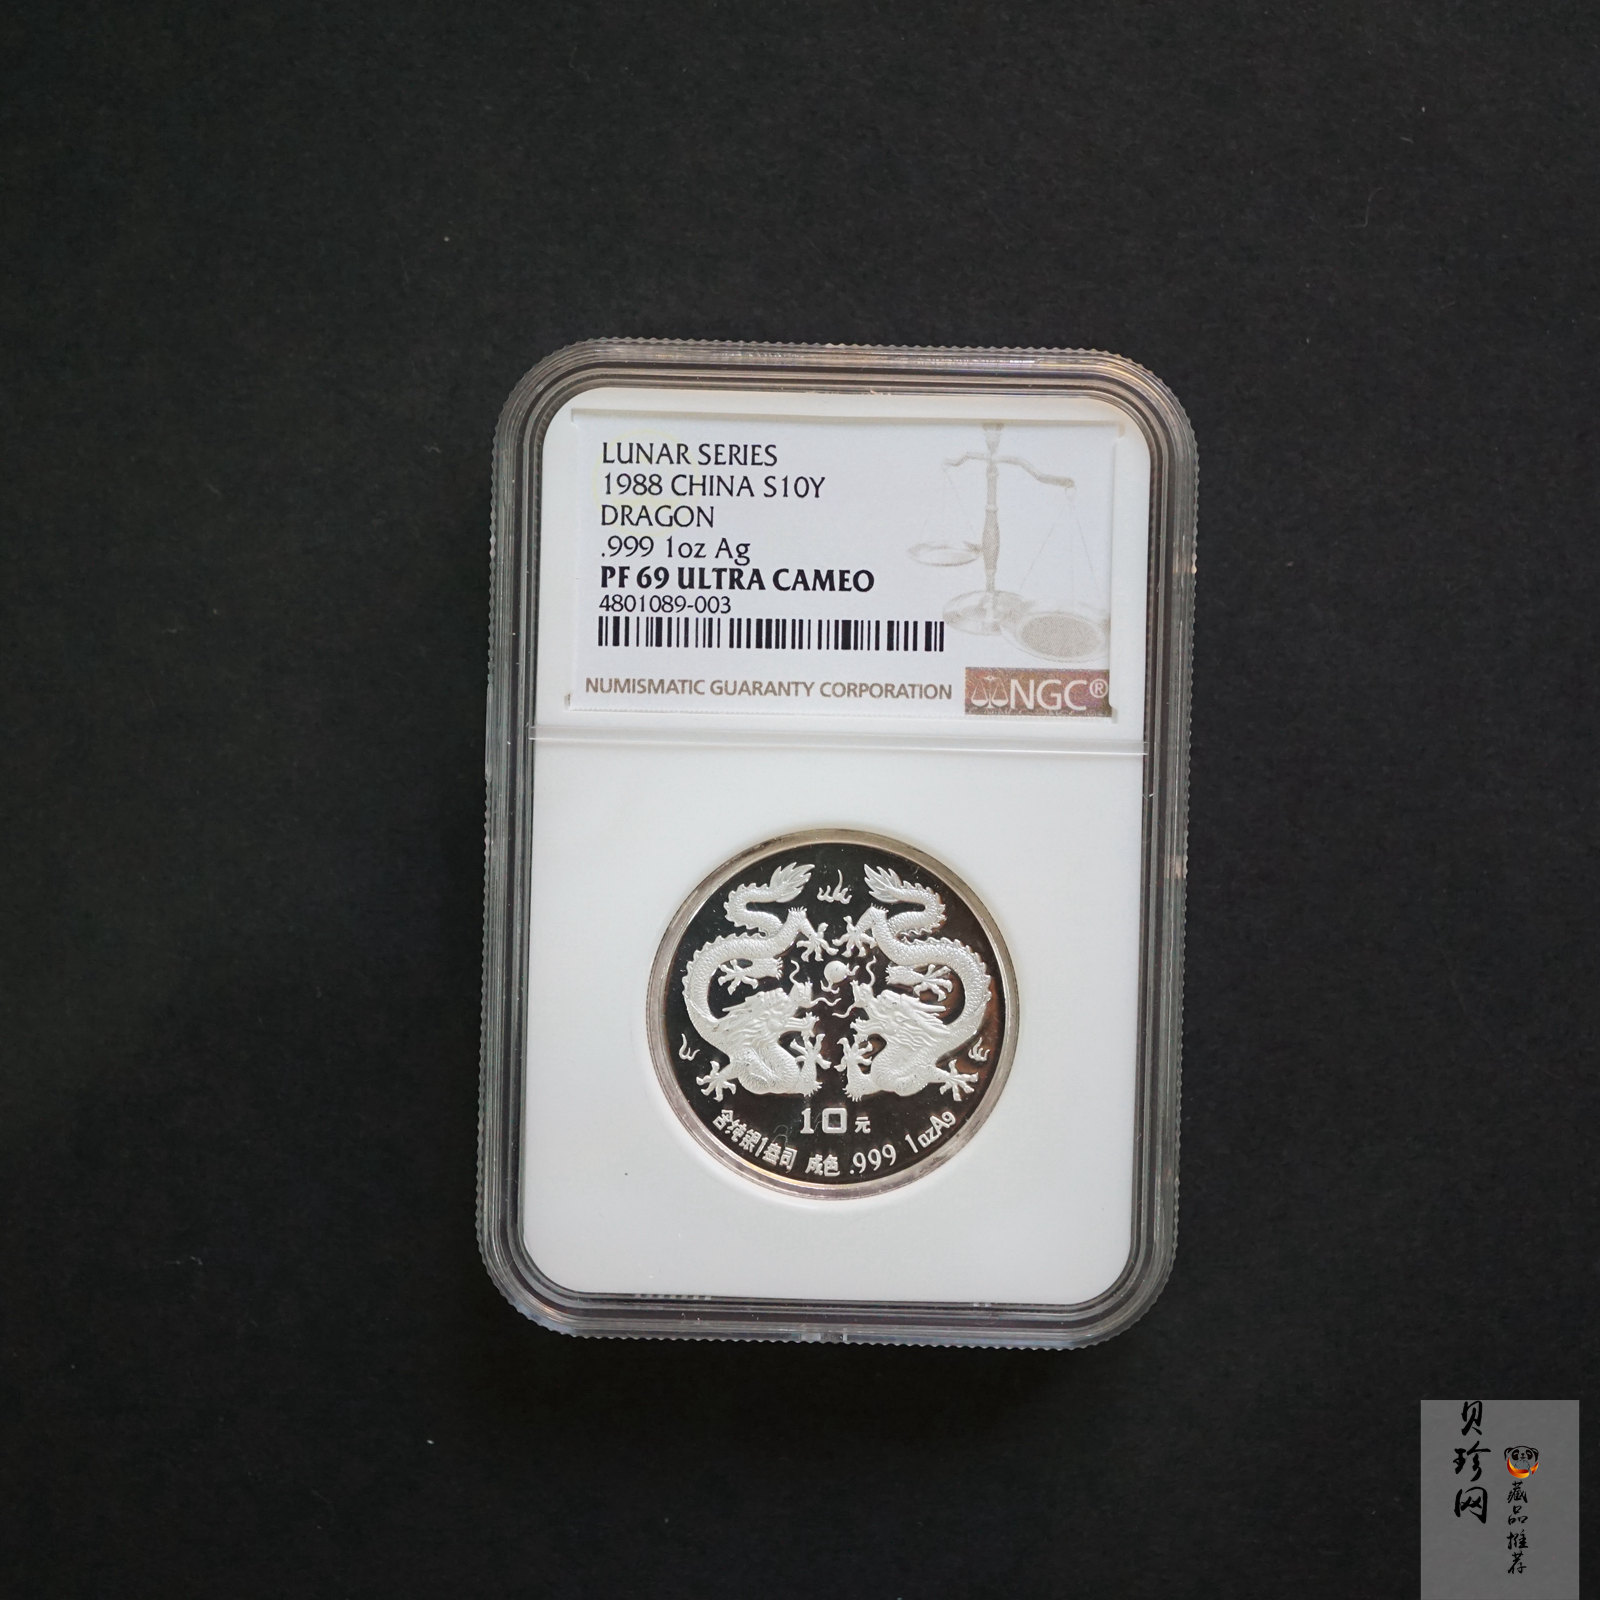 LUNAR SERIES
1988 CHINA S10Y
DRAGON
.999 1oz Ag
PF 69 ULTRA CAMEO
4801089-003
NUMISMATIC GUARANTY CORPORATION
NGC®
10元
含纯银1盎司 成色 .999 1ozAg
贝珍网
藏品推荐